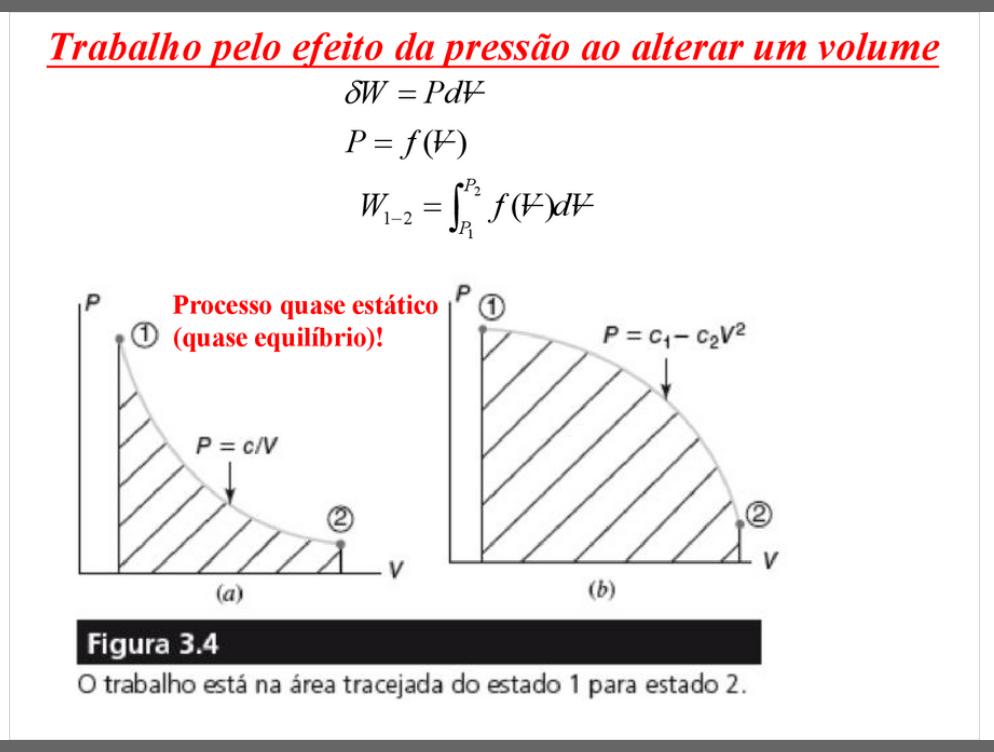 Trabalho pelo efeito da pressão ao alterar um volume
δW = PdV̶
P = f(V̶)
W₁₋₂ = ∫_{P₁}^{P₂} f(V̶)dV̶
P
Processo quase estático
(quase equilíbrio)!
①
P = c/V
②
V
(a)
P
①
P = c₁– c₂V²
②
V
(b)
Figura 3.4
O trabalho está na área tracejada do estado 1 para estado 2.